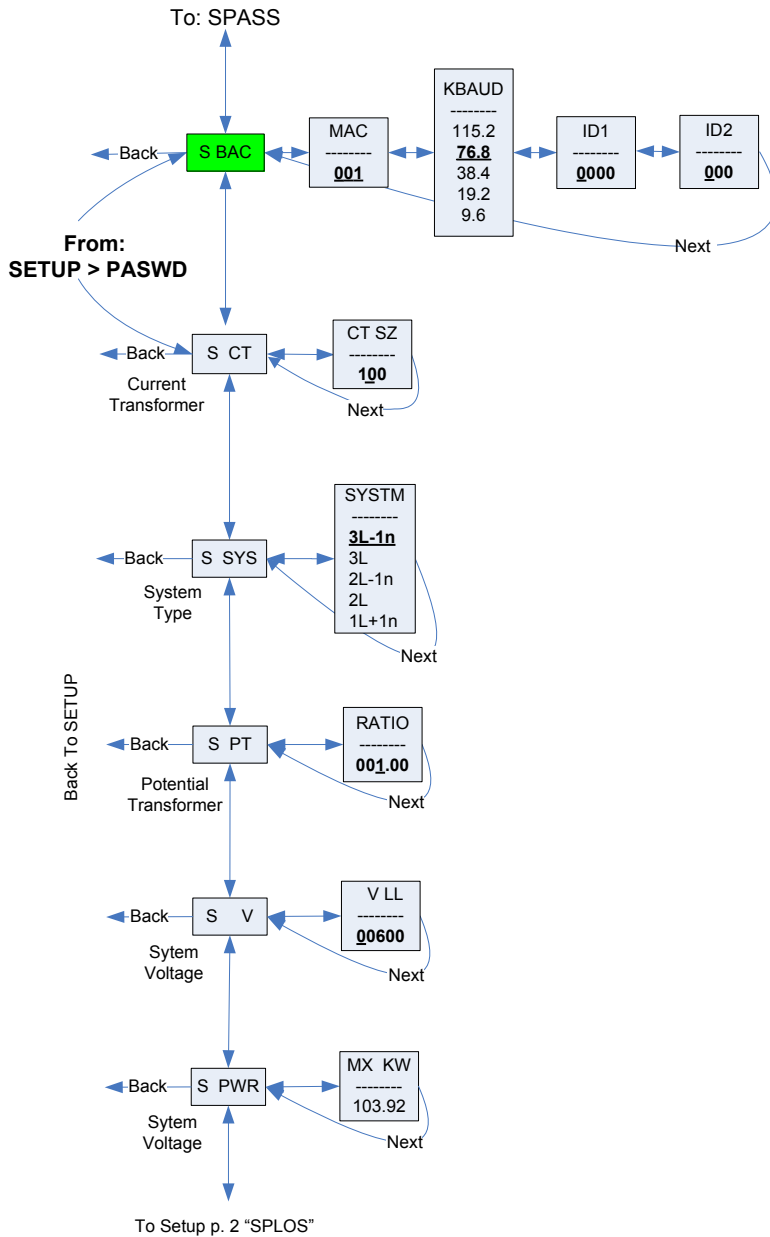 To: SPASS
Back
S BAC
MAC
--------
001
KBAUD
--------
115.2
76.8
38.4
19.2
9.6
ID1
--------
0000
ID2
--------
000
Next
From:
SETUP > PASWD
Back
S CT
Current
Transformer
CT SZ
--------
100
Next
Back
S SYS
System
Type
SYSTM
--------
3L-1n
3L
2L-1n
2L
1L+1n
Next
Back To SETUP
Back
S PT
Potential
Transformer
RATIO
--------
001.00
Next
Back
S V
Sytem
Voltage
V LL
--------
00600
Next
Back
S PWR
Sytem
Voltage
MX KW
--------
103.92
Next
To Setup p. 2 “SPLOS”